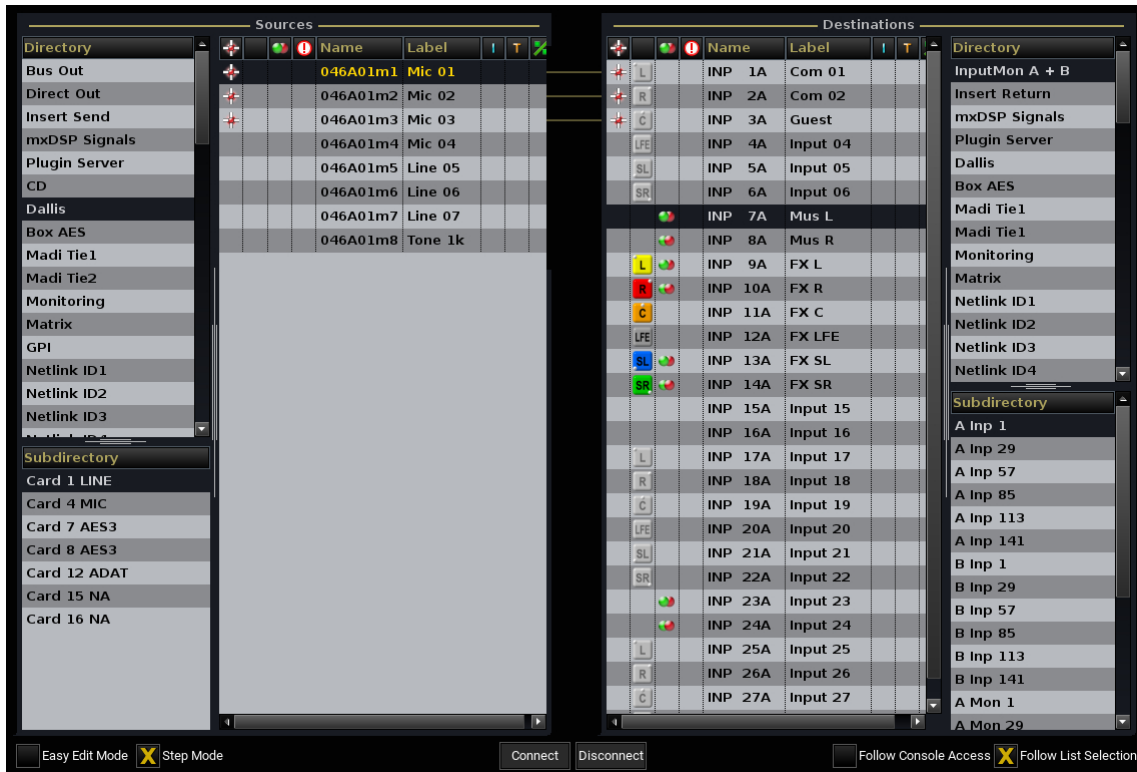 Sources
Directory
Bus Out
Direct Out
Insert Send
mxDSP Signals
Plugin Server
CD
Dallis
Box AES
Madi Tie1
Madi Tie2
Monitoring
Matrix
GPI
Netlink ID1
Netlink ID2
Netlink ID3
Subdirectory
Card 1 LINE
Card 4 MIC
Card 7 AES3
Card 8 AES3
Card 12 ADAT
Card 15 NA
Card 16 NA
Name Label I T
046A01m1 Mic 01
046A01m2 Mic 02
046A01m3 Mic 03
046A01m4 Mic 04
046A01m5 Line 05
046A01m6 Line 06
046A01m7 Line 07
046A01m8 Tone 1k
Destinations
Name Label I T
L INP 1A Com 01
R INP 2A Com 02
C INP 3A Guest
LFE INP 4A Input 04
SL INP 5A Input 05
SR INP 6A Input 06
INP 7A Mus L
INP 8A Mus R
L INP 9A FX L
R INP 10A FX R
C INP 11A FX C
LFE INP 12A FX LFE
SL INP 13A FX SL
SR INP 14A FX SR
INP 15A Input 15
INP 16A Input 16
L INP 17A Input 17
R INP 18A Input 18
C INP 19A Input 19
LFE INP 20A Input 20
SL INP 21A Input 21
SR INP 22A Input 22
INP 23A Input 23
INP 24A Input 24
L INP 25A Input 25
R INP 26A Input 26
C INP 27A Input 27
Directory
InputMon A + B
Insert Return
mxDSP Signals
Plugin Server
Dallis
Box AES
Madi Tie1
Madi Tie1
Monitoring
Matrix
Netlink ID1
Netlink ID2
Netlink ID3
Netlink ID4
Subdirectory
A Inp 1
A Inp 29
A Inp 57
A Inp 85
A Inp 113
A Inp 141
B Inp 1
B Inp 29
B Inp 57
B Inp 85
B Inp 113
B Inp 141
A Mon 1
A Mon 29
Easy Edit Mode X Step Mode
Connect Disconnect
Follow Console Access X Follow List Selection